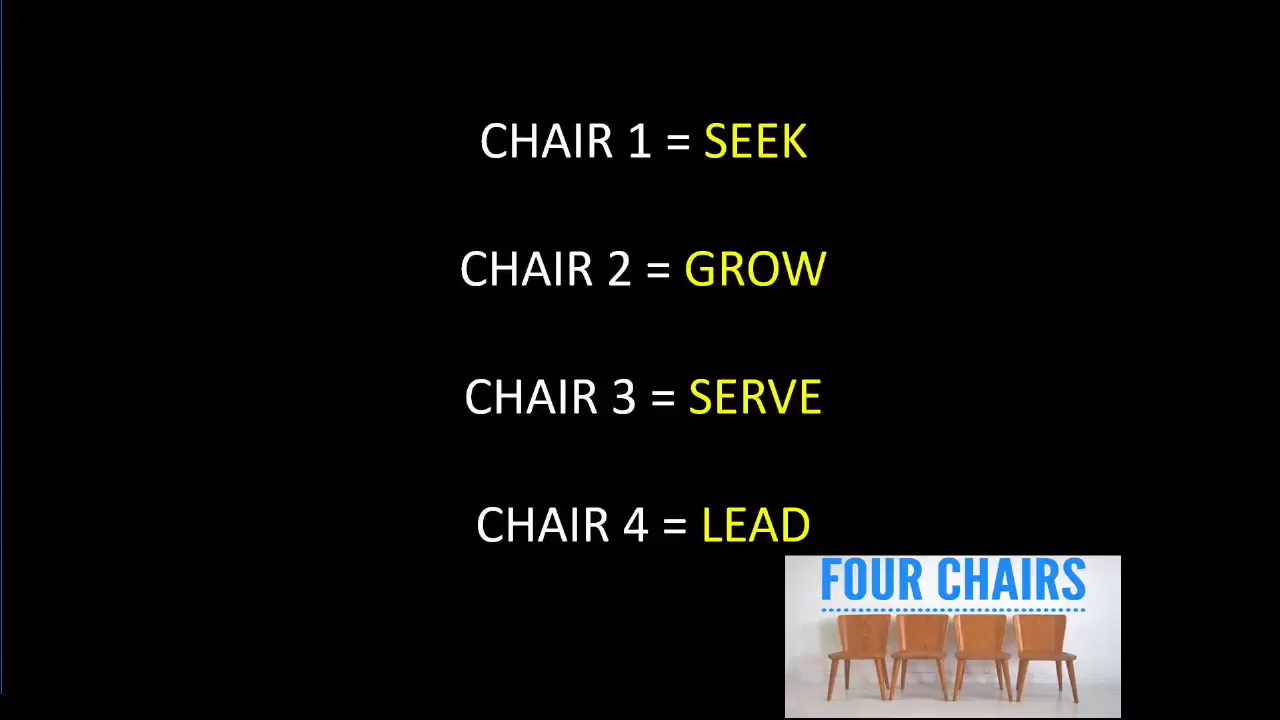 CHAIR 1 = SEEK
CHAIR 2 = GROW
CHAIR 3 = SERVE
CHAIR 4 = LEAD
FOUR CHAIRS